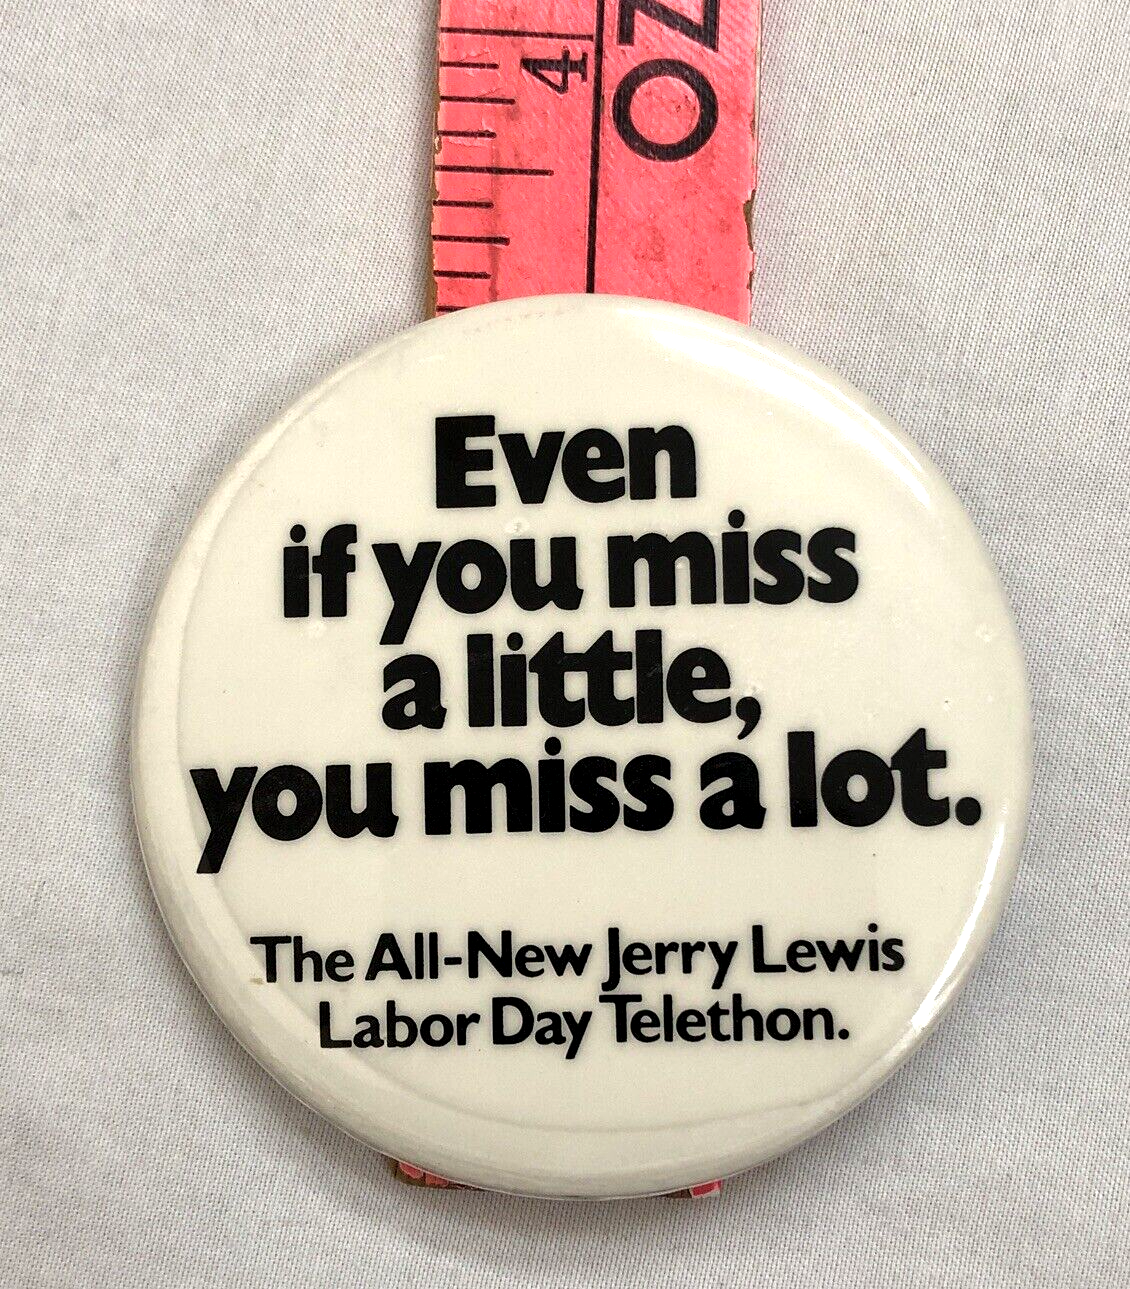 4
OZ
Even
if you miss
a little,
you miss a lot.
The All-New Jerry Lewis
Labor Day Telethon.